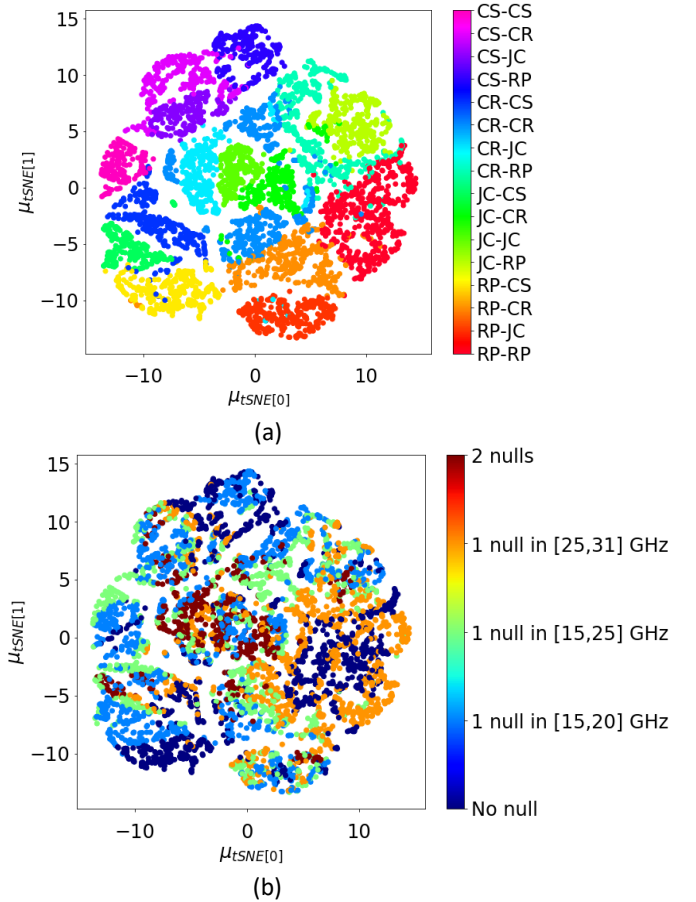 15
10
5
0
−5
−10
μtSNE[1]
−10
0
10
μtSNE[0]
CS-CS
CS-CR
CS-JC
CS-RP
CR-CS
CR-CR
CR-JC
CR-RP
JC-CS
JC-CR
JC-JC
JC-RP
RP-CS
RP-CR
RP-JC
RP-RP
(a)
15
10
5
0
−5
−10
μtSNE[1]
−10
0
10
μtSNE[0]
2 nulls
1 null in [25,31] GHz
1 null in [15,25] GHz
1 null in [15,20] GHz
No null
(b)